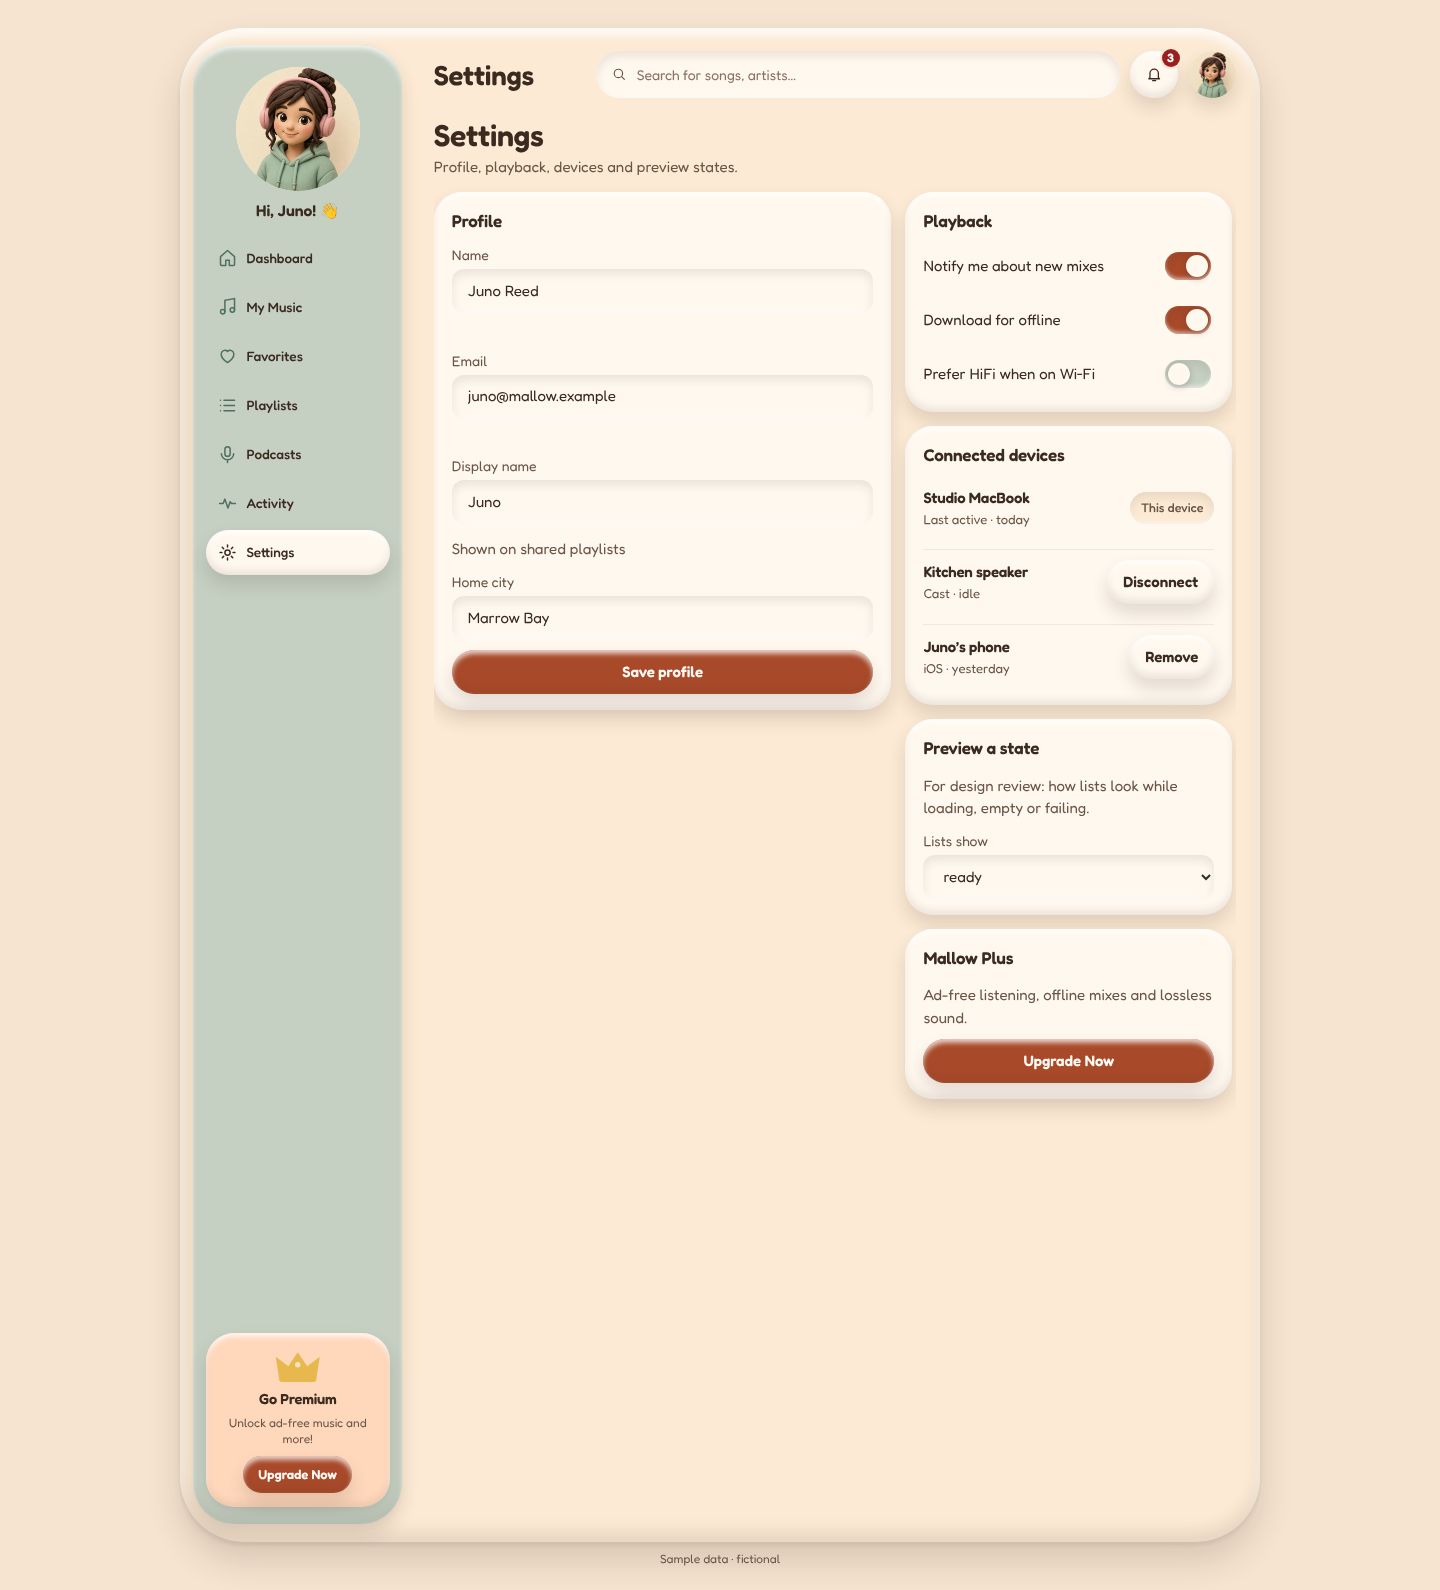 Hi, Juno! 👋
Dashboard
My Music
Favorites
Playlists
Podcasts
Activity
Settings
Go Premium
Unlock ad-free music and
more!
Upgrade Now
Settings
Search for songs, artists...
3
Settings
Profile, playback, devices and preview states.
Profile
Name
Juno Reed
Email
juno@mallow.example
Display name
Juno
Shown on shared playlists
Home city
Marrow Bay
Save profile
Playback
Notify me about new mixes
Download for offline
Prefer HiFi when on Wi-Fi
Connected devices
Studio MacBook
Last active · today
This device
Kitchen speaker
Cast · idle
Disconnect
Juno’s phone
iOS · yesterday
Remove
Preview a state
For design review: how lists look while
loading, empty or failing.
Lists show
ready
Mallow Plus
Ad-free listening, offline mixes and lossless
sound.
Upgrade Now
Sample data · fictional